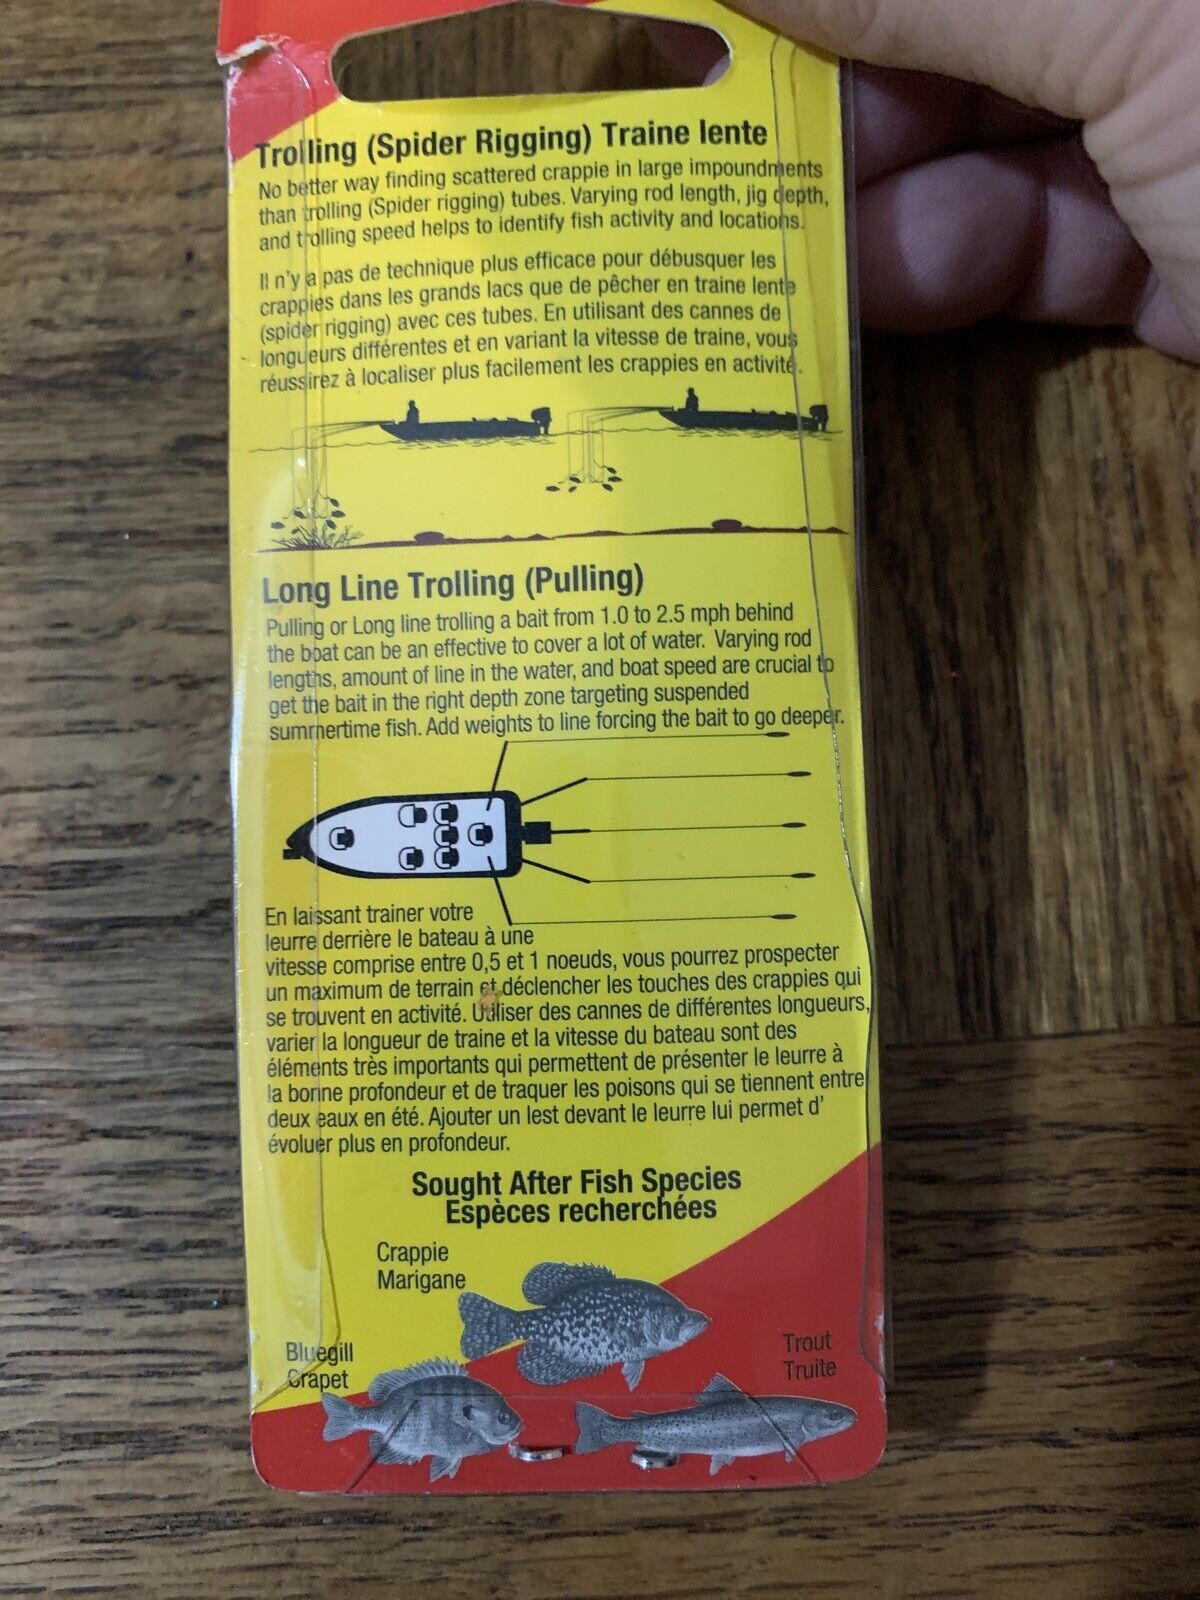 Trolling (Spider Rigging) Traine lente
No better way finding scattered crappie in large impoundments
than trolling (Spider rigging) tubes. Varying rod length, jig depth,
and trolling speed helps to identify fish activity and locations.
Il n'y a pas de technique plus efficace pour débusquer les
crappies dans les grands lacs que de pêcher en traine lente
(spider rigging) avec ces tubes. En utilisant des cannes de
longueurs différentes et en variant la vitesse de traine, vous
réussirez à localiser plus facilement les crappies en activité.
Long Line Trolling (Pulling)
Pulling or Long line trolling a bait from 1.0 to 2.5 mph behind
the boat can be an effective to cover a lot of water. Varying rod
lengths, amount of line in the water, and boat speed are crucial to
get the bait in the right depth zone targeting suspended
summertime fish. Add weights to line forcing the bait to go deeper.
En laissant trainer votre
leurre derrière le bateau à une
vitesse comprise entre 0,5 et 1 noeuds, vous pourrez prospecter
un maximum de terrain et déclencher les touches des crappies qui
se trouvent en activité. Utiliser des cannes de différentes longueurs,
varier la longueur de traine et la vitesse du bateau sont des
éléments très importants qui permettent de présenter le leurre à
la bonne profondeur et de traquer les poisons qui se tiennent entre
deux eaux en été. Ajouter un lest devant le leurre lui permet d'
évoluer plus en profondeur.
Sought After Fish Species
Espèces recherchées
Crappie
Marigane
Bluegill
Crapet
Trout
Truite